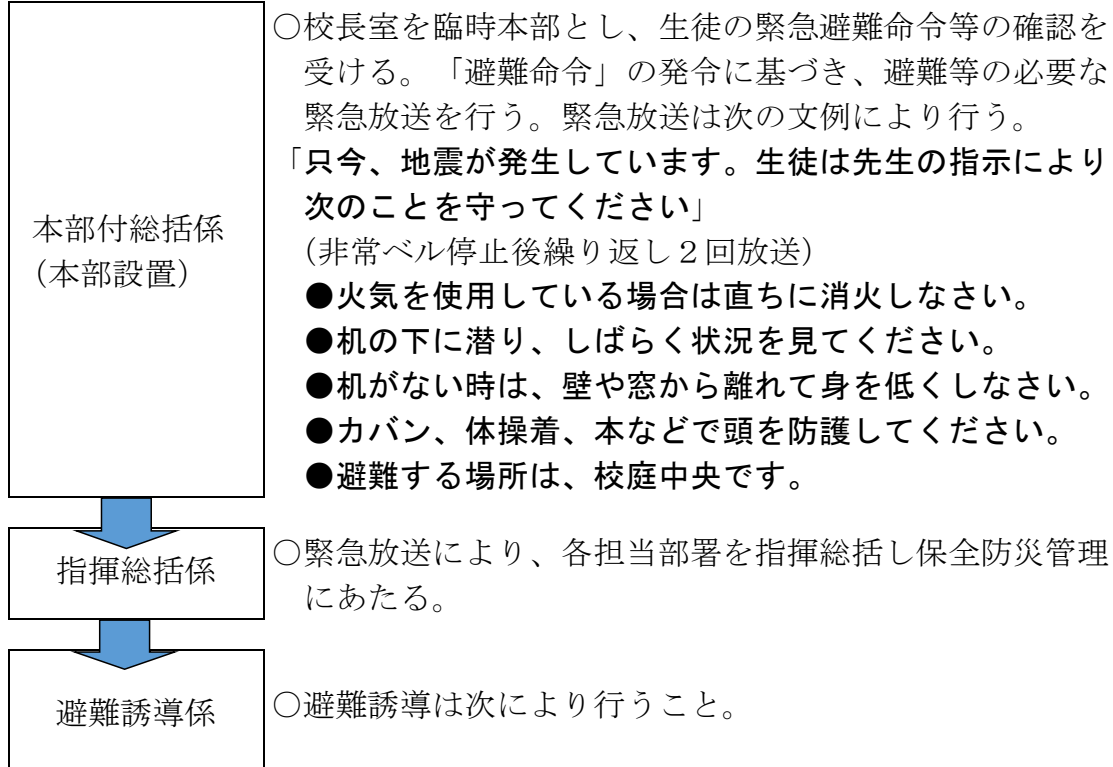 本部付総括係
（本部設置）
○校長室を臨時本部とし、生徒の緊急避難命令等の確認を
受ける。「避難命令」の発令に基づき、避難等の必要な
緊急放送を行う。緊急放送は次の文例により行う。
「只今、地震が発生しています。生徒は先生の指示により
次のことを守ってください」
（非常ベル停止後繰り返し２回放送）
●火気を使用している場合は直ちに消火しなさい。
●机の下に潜り、しばらく状況を見てください。
●机がない時は、壁や窓から離れて身を低くしなさい。
●カバン、体操着、本などで頭を防護してください。
●避難する場所は、校庭中央です。
指揮総括係
○緊急放送により、各担当部署を指揮総括し保全防災管理
にあたる。
避難誘導係
○避難誘導は次により行うこと。